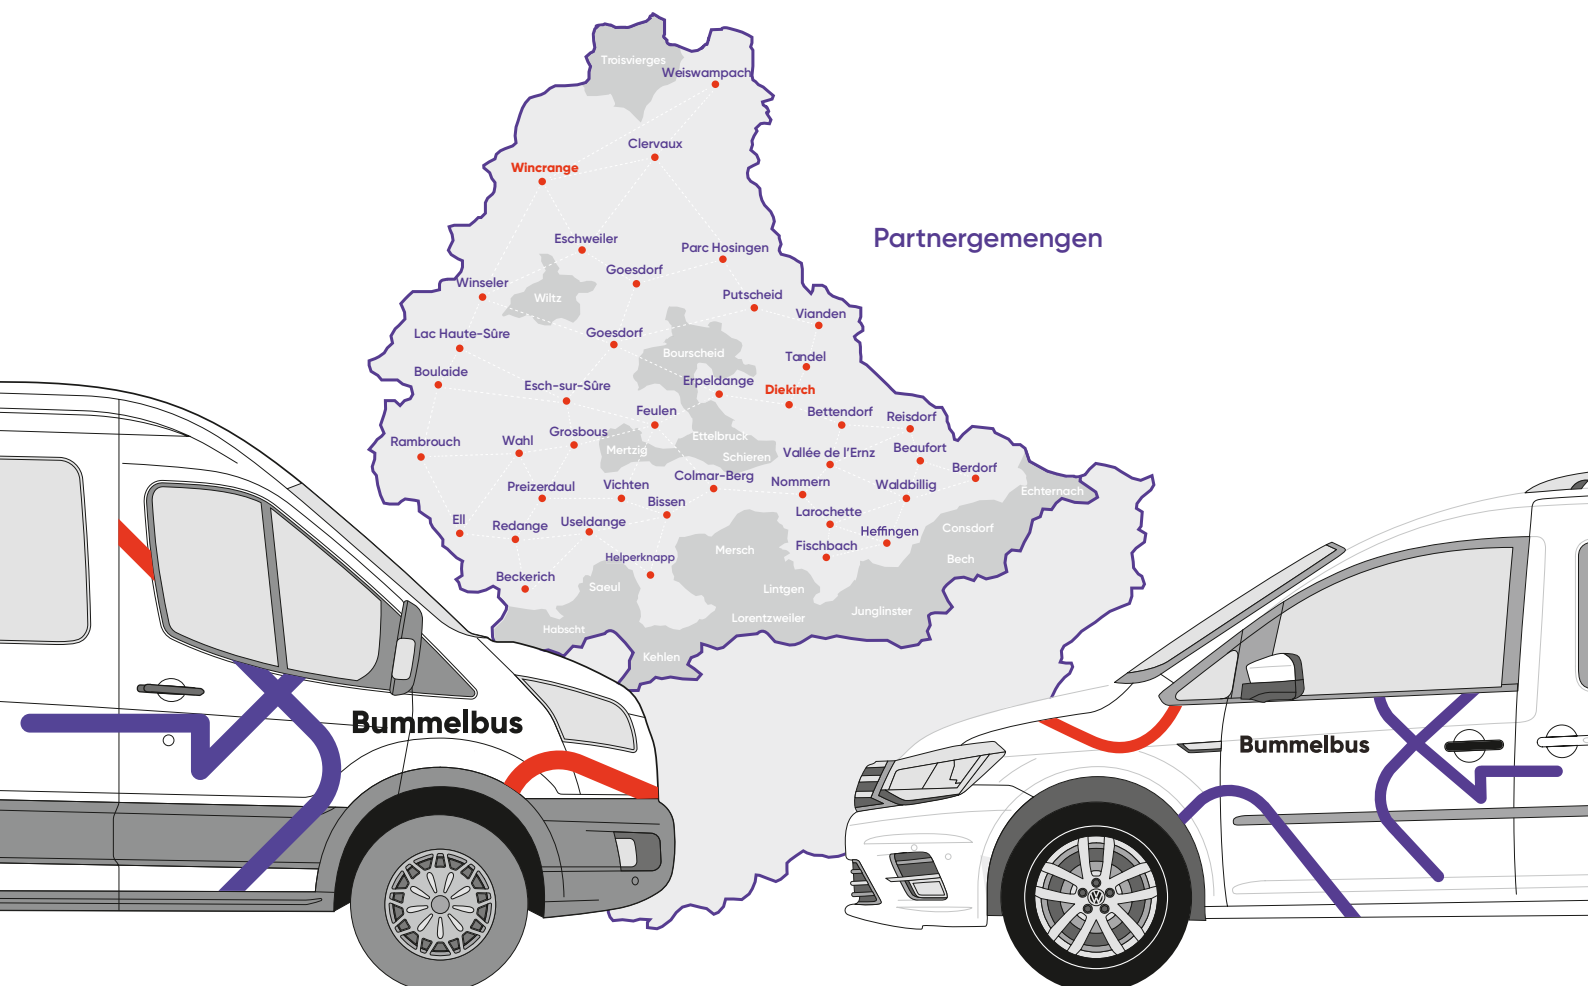 Troisvierges
Weiswampach
Clervaux
Wincrange
Partnergemengen
Eschweiler
Parc Hosingen
Goesdorf
Winseler
Wiltz
Putscheid
Vianden
Lac Haute-Sûre
Goesdorf
Bourscheid
Tandel
Boulaide
Esch-sur-Sûre
Erpeldange
Diekirch
Feulen
Bettendorf
Reisdorf
Rambrouch
Wahl
Grosbous
Mertzig
Ettelbruck
Schieren
Vallée de l'Ernz
Beaufort
Berdorf
Preizerdaul
Vichten
Colmar-Berg
Nommern
Waldbillig
Echternach
Bissen
Ell
Redange
Useldange
Larochette
Heffingen
Consdorf
Helperknapp
Mersch
Fischbach
Bech
Beckerich
Saeul
Lintgen
Junglinster
Habscht
Lorentzweiler
Kehlen
Bummelbus
Bummelbus